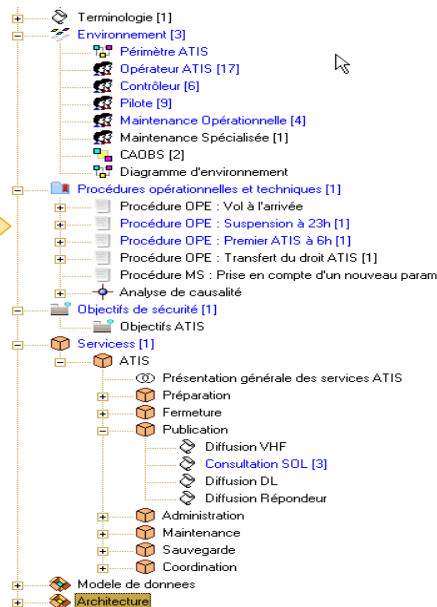 Terminologie [1]
Environnement [3]
Périmètre ATIS
Opérateur ATIS [17]
Contrôleur [6]
Pilote [9]
Maintenance Opérationnelle [4]
Maintenance Spécialisée [1]
CAOBS [2]
Diagramme d'environnement
Procédures opérationnelles et techniques [1]
Procédure OPE : Vol à l'arrivée
Procédure OPE : Suspension à 23h [1]
Procédure OPE : Premier ATIS à 6h [1]
Procédure OPE : Transfert du droit ATIS [1]
Procédure MS : Prise en compte d'un nouveau param
Analyse de causalité
Objectifs de sécurité [1]
Objectifs ATIS
Servicess [1]
ATIS
Présentation générale des services ATIS
Préparation
Fermeture
Publication
Diffusion VHF
Consultation SOL [3]
Diffusion DL
Diffusion Répondeur
Administration
Maintenance
Sauvegarde
Coordination
Modele de donnees
Architecture